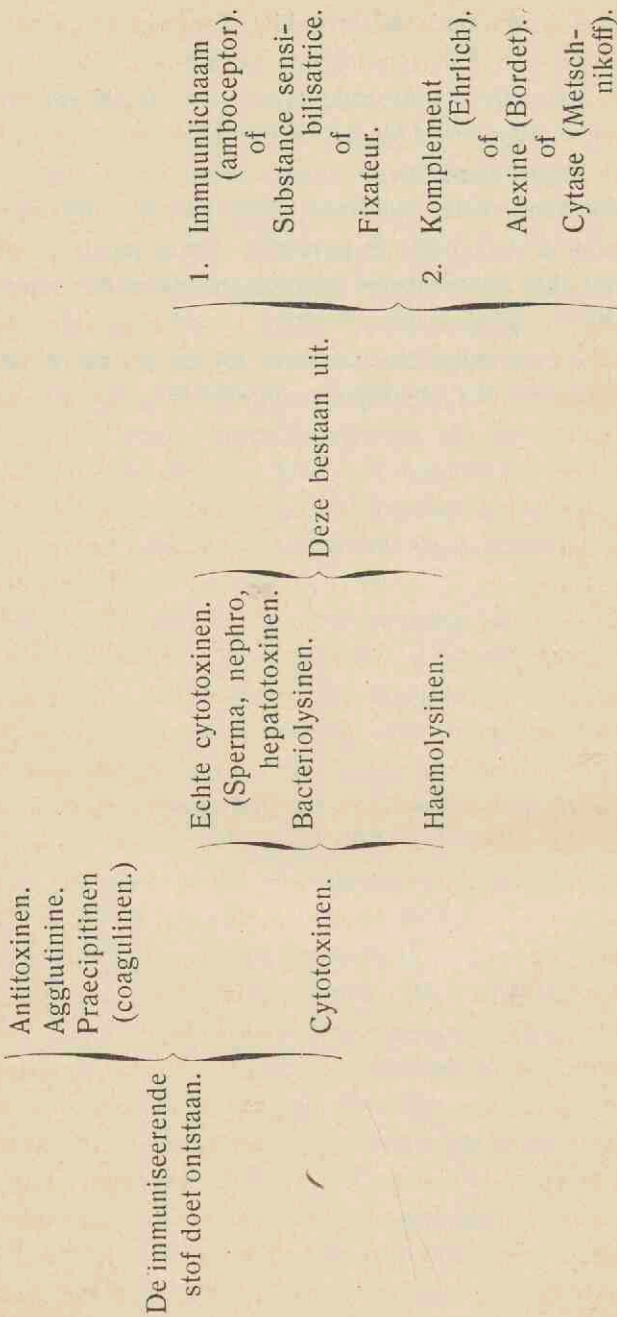 De immuniseerende
stof doet ontstaan.
Antitoxinen.
Agglutinine.
Praecipitinen
(coagulinen.)
Cytotoxinen.
Echte cytotoxinen.
(Sperma, nephro,
hepatotoxinen.
Bacteriolysinen.
Haemolysinen.
Deze bestaan uit.
1. Immuunlichaam
(amboceptor).
of
Substance sensi-
bilisatrice.
of
Fixateur.
2. Komplement
(Ehrlich),
of
Alexine (Bordet).
of
Cytase (Metsch-
nikoff).